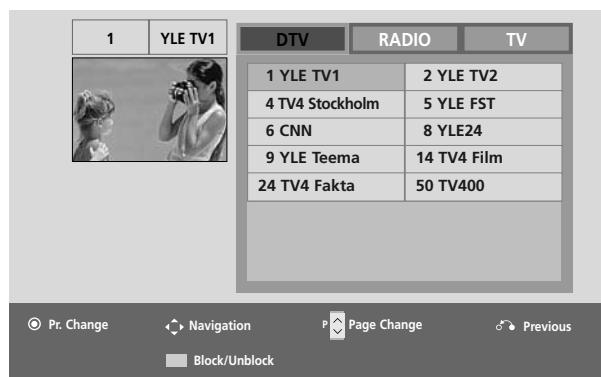 1 YLE TV1
DTV RADIO TV
1 YLE TV1 2 YLE TV2
4 TV4 Stockholm 5 YLE FST
6 CNN 8 YLE24
9 YLE Teema 14 TV4 Film
24 TV4 Fakta 50 TV400
Pr. Change Navigation P Page Change Previous
Block/Unblock